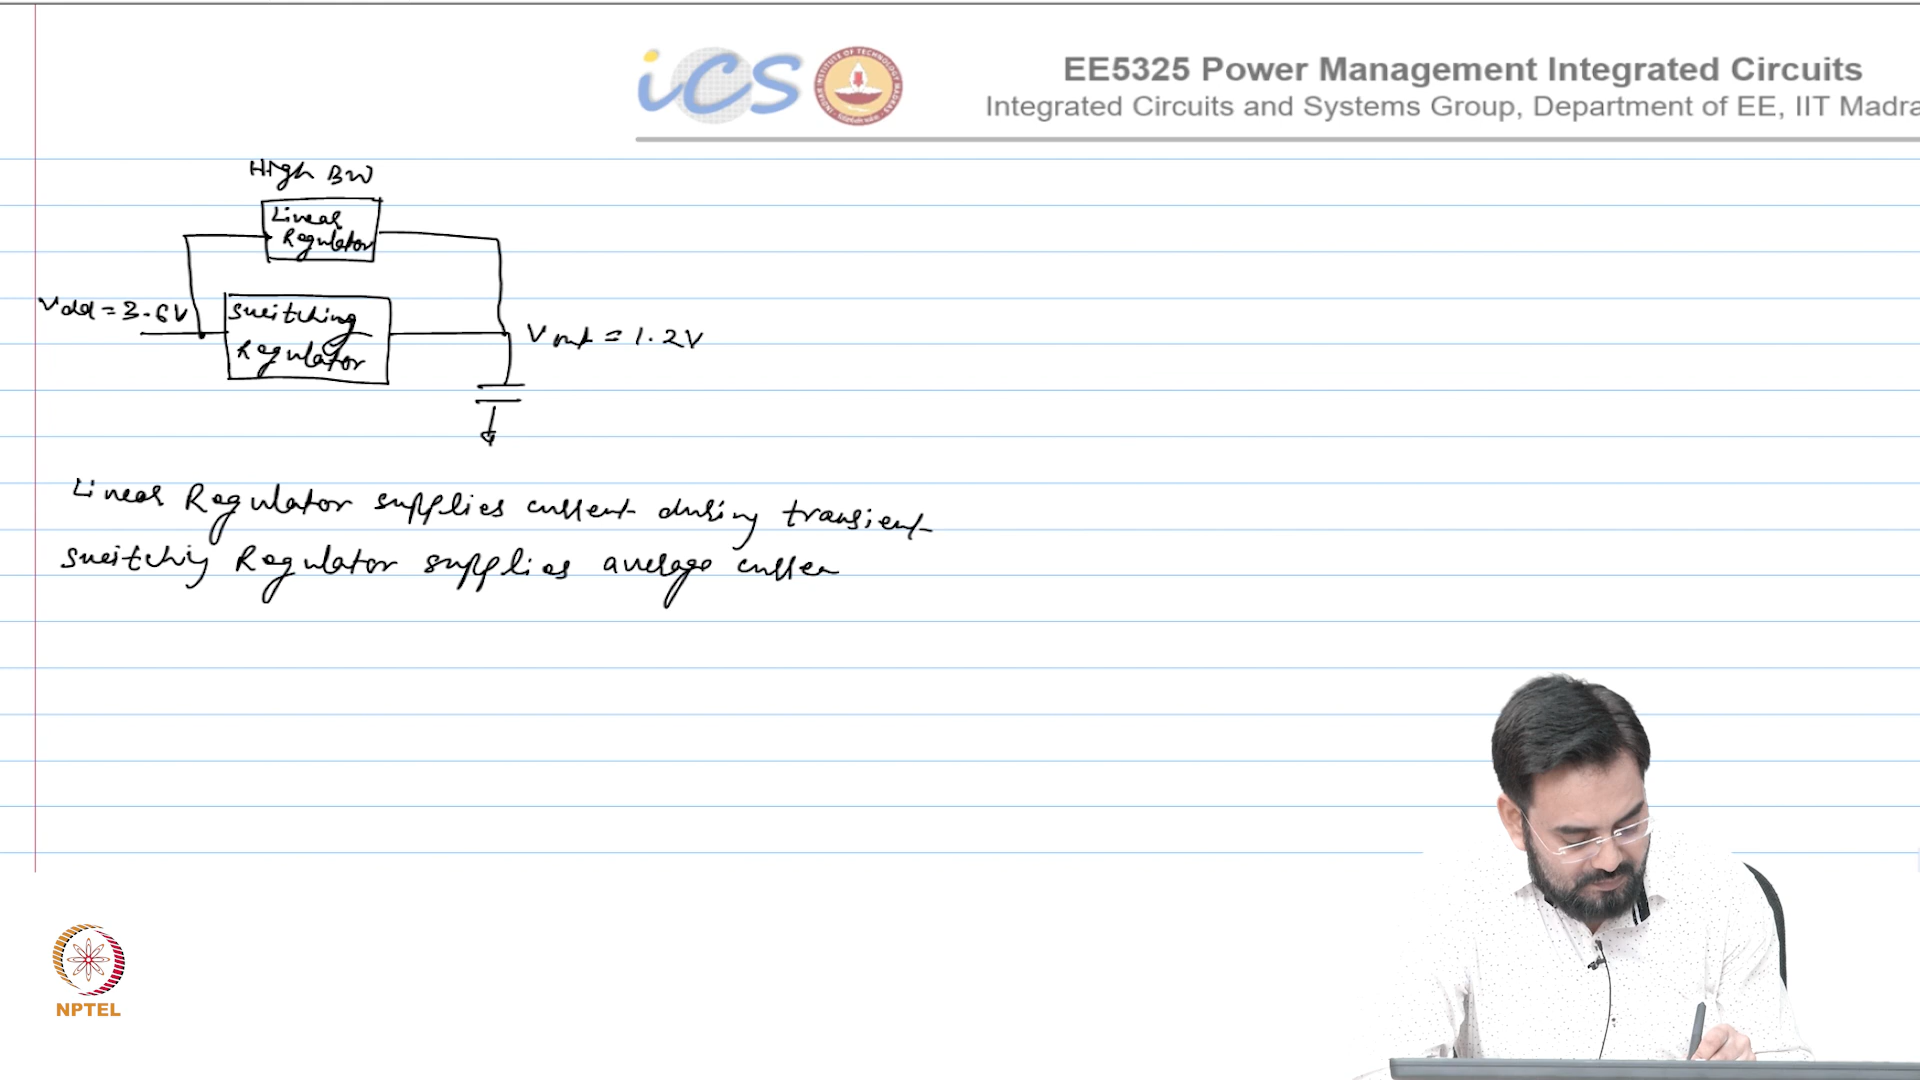 iCS
EE5325 Power Management Integrated Circuits
Integrated Circuits and Systems Group, Department of EE, IIT Madra
High BW
Linear
Regulator
Vdd = 3.6V
Switching
Regulator
Vout = 1.2V
Linear Regulator supplies current during transient
Switching Regulator supplies average curren
NPTEL